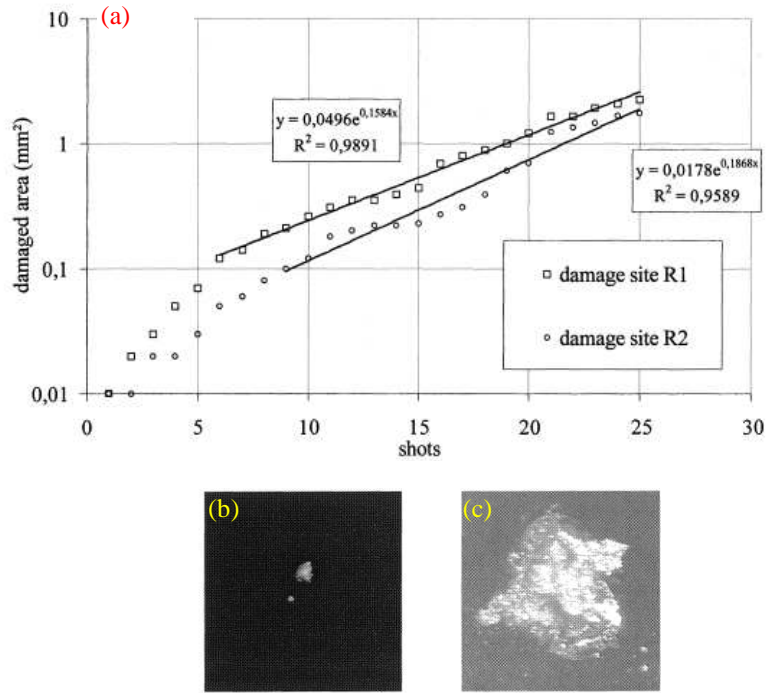 (a)
10
1
0,1
0,01
damaged area (mm²)
y = 0,0496e^0,1584x
R² = 0,9891
y = 0,0178e^0,1868x
R² = 0,9589
damage site R1
damage site R2
0 5 10 15 20 25 30
shots
(b) (c)